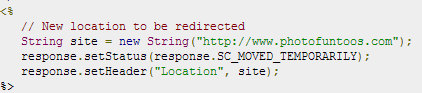 <%
// New location to be redirected
String site = new String("http://www.photofuntoos.com");
response.setStatus(response.SC_MOVED_TEMPORARILY);
response.setHeader("Location", site);
%>